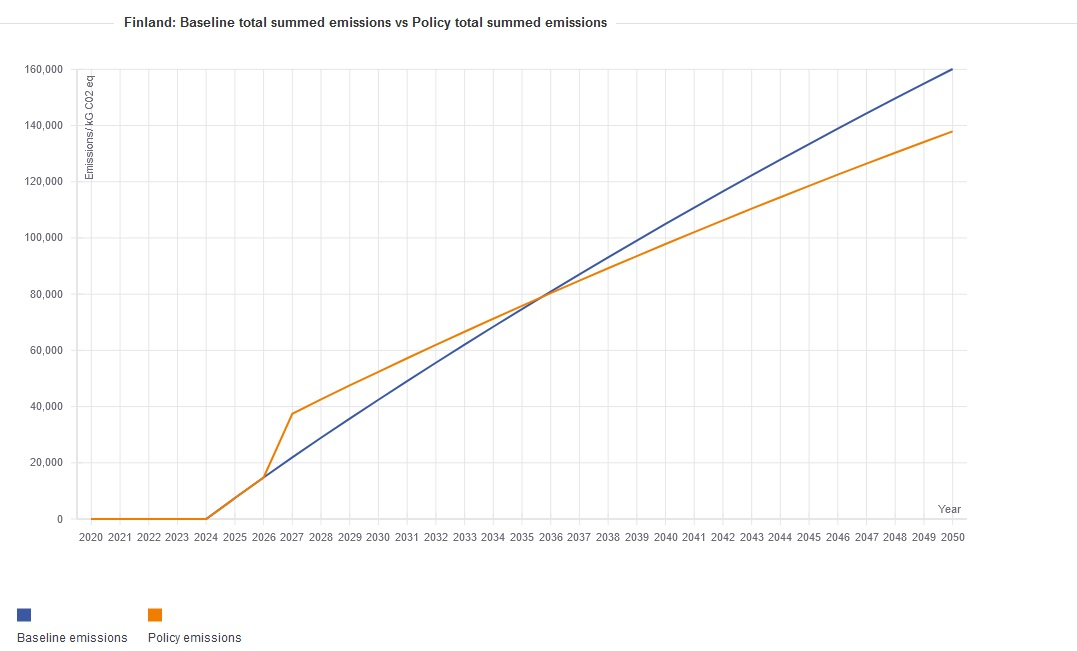 Finland: Baseline total summed emissions vs Policy total summed emissions
160,000
140,000
120,000
100,000
80,000
60,000
40,000
20,000
0
Emissions/ kG C02 eq
Year
2020 2021 2022 2023 2024 2025 2026 2027 2028 2029 2030 2031 2032 2033 2034 2035 2036 2037 2038 2039 2040 2041 2042 2043 2044 2045 2046 2047 2048 2049 2050
Baseline emissions Policy emissions